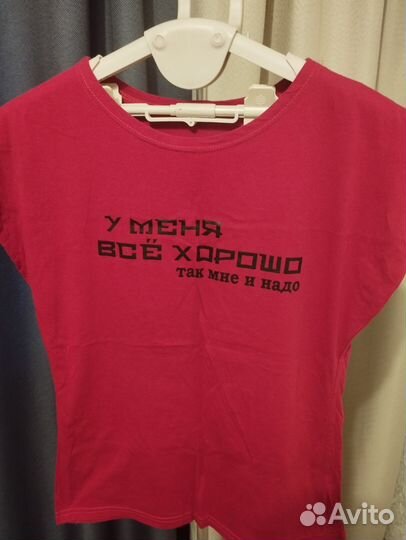 У МЕНЯ
ВСЁ ХОРОШО
так мне и надо
Avito